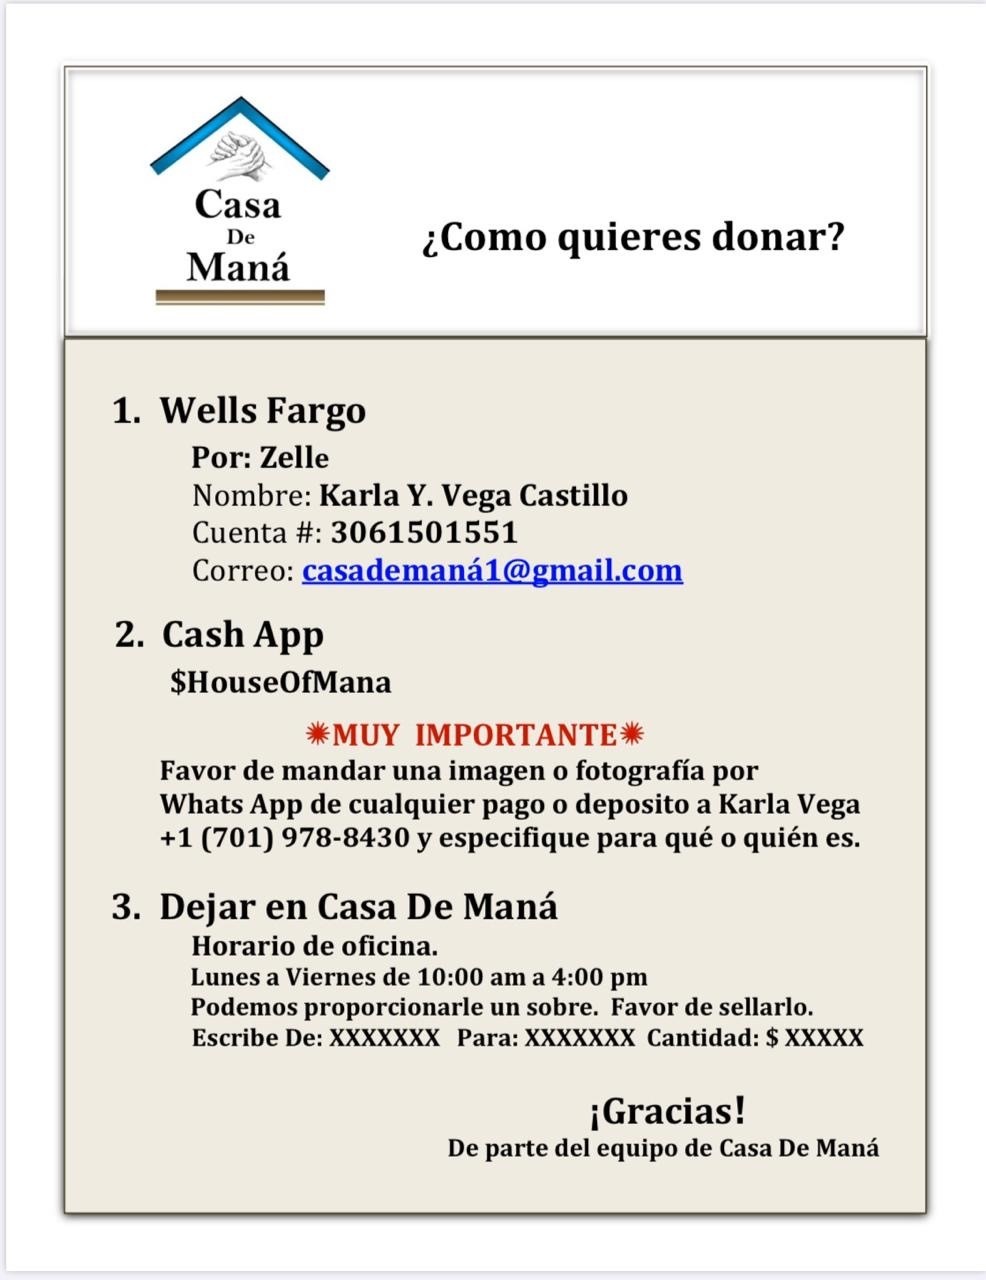 Casa
De
Maná
¿Como quieres donar?
1. Wells Fargo
Por: Zelle
Nombre: Karla Y. Vega Castillo
Cuenta #: 3061501551
Correo: casademaná1@gmail.com
2. Cash App
$HouseOfMana
✹MUY IMPORTANTE✹
Favor de mandar una imagen o fotografía por
Whats App de cualquier pago o deposito a Karla Vega
+1 (701) 978-8430 y especifique para qué o quién es.
3. Dejar en Casa De Maná
Horario de oficina.
Lunes a Viernes de 10:00 am a 4:00 pm
Podemos proporcionarle un sobre. Favor de sellarlo.
Escribe De: XXXXXXX Para: XXXXXXX Cantidad: $ XXXXX
¡Gracias!
De parte del equipo de Casa De Maná